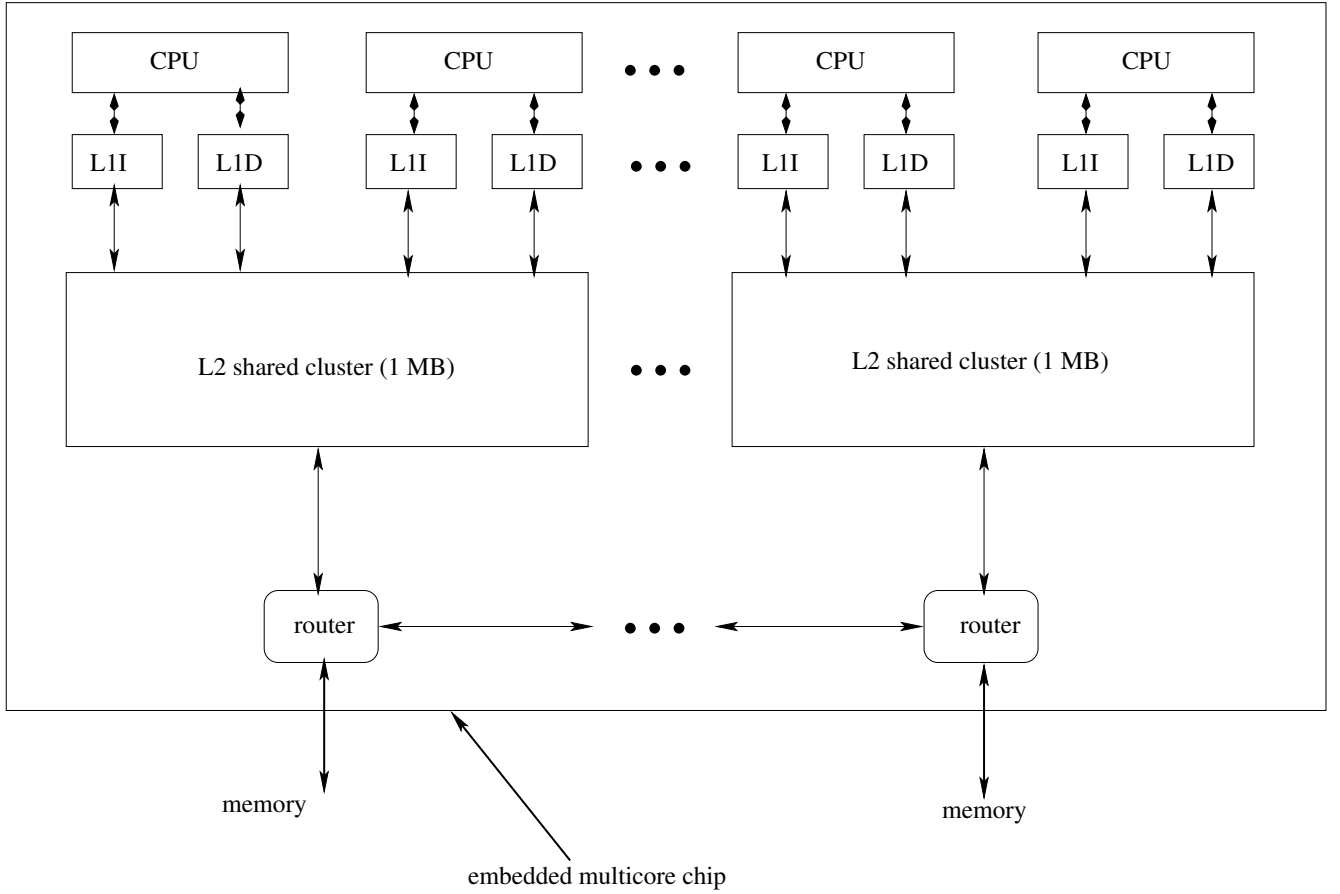 CPU
CPU
CPU
CPU
L1I
L1D
L1I
L1D
L1I
L1D
L1I
L1D
L2 shared cluster (1 MB)
L2 shared cluster (1 MB)
router
router
memory
memory
embedded multicore chip